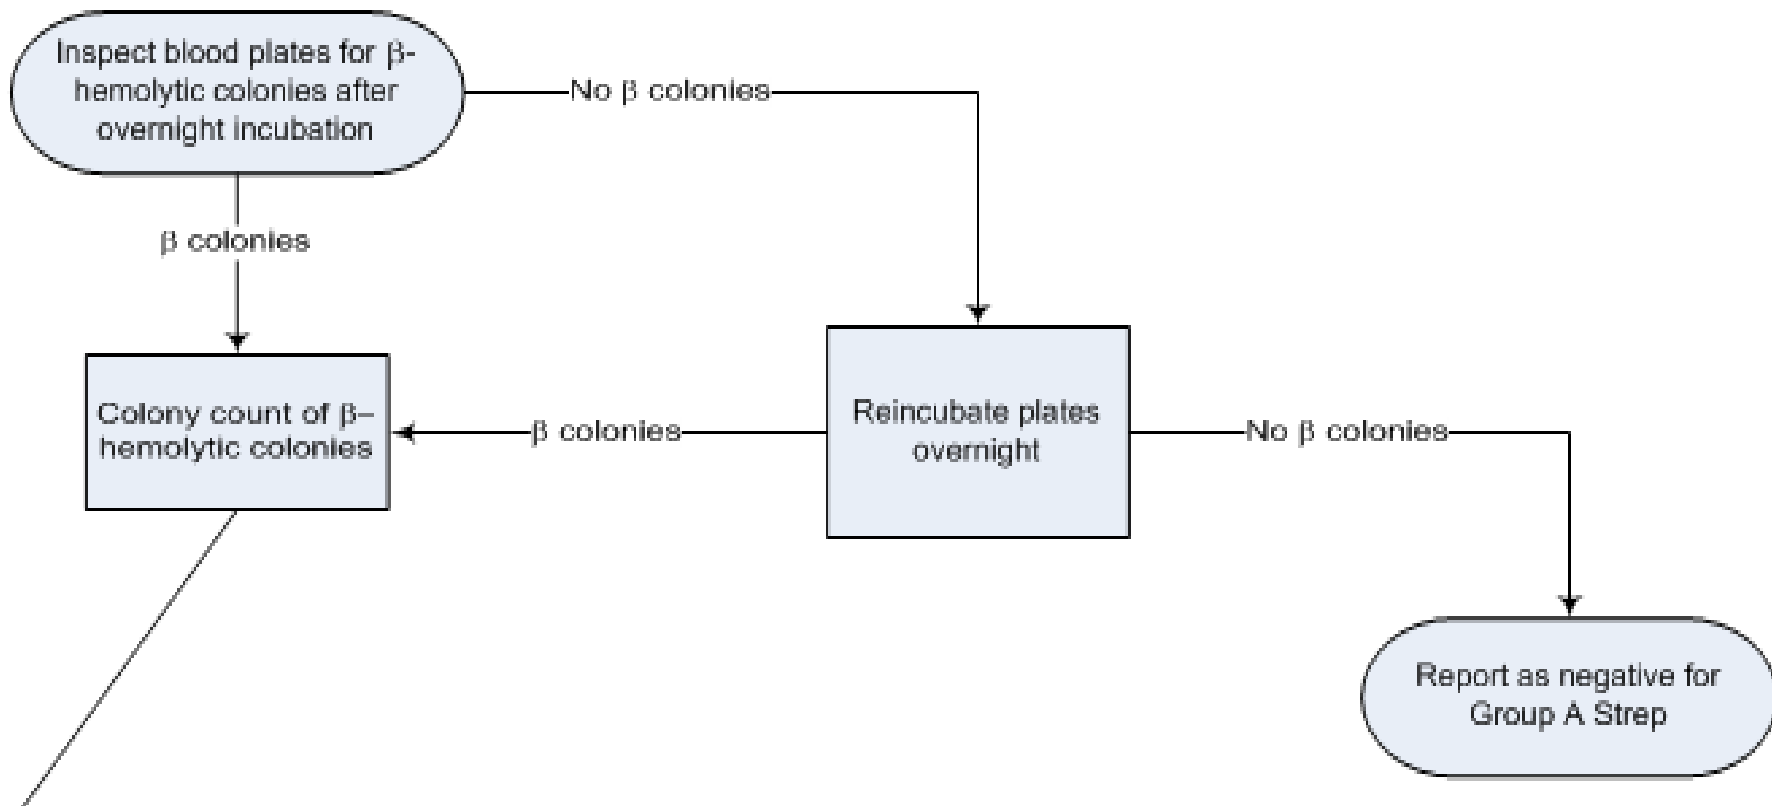 Inspect blood plates for β-
hemolytic colonies after
overnight incubation
No β colonies
β colonies
Colony count of β–
hemolytic colonies
β colonies
Reincubate plates
overnight
No β colonies
Report as negative for
Group A Strep